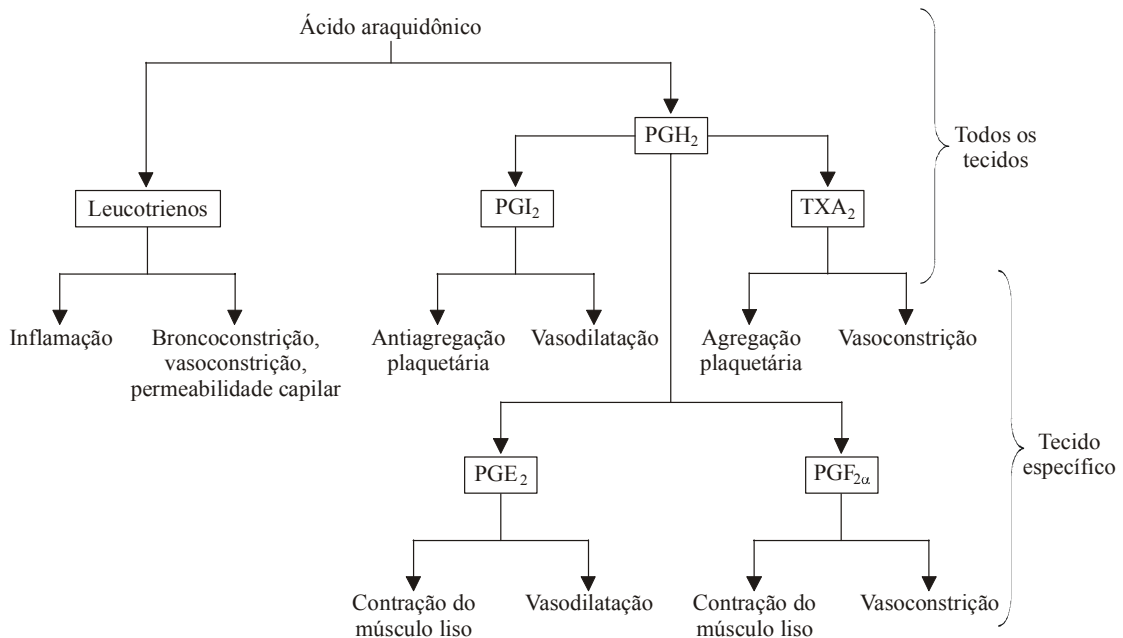 Ácido araquidônico
PGH2
Todos os
tecidos
Leucotrienos
PGI2
TXA2
Inflamação
Broncoconstrição,
vasoconstrição,
permeabilidade capilar
Antiagregação
plaquetária
Vasodilatação
Agregação
plaquetária
Vasoconstrição
Tecido
específico
PGE2
PGF2α
Contração do
músculo liso
Vasodilatação
Contração do
músculo liso
Vasoconstrição